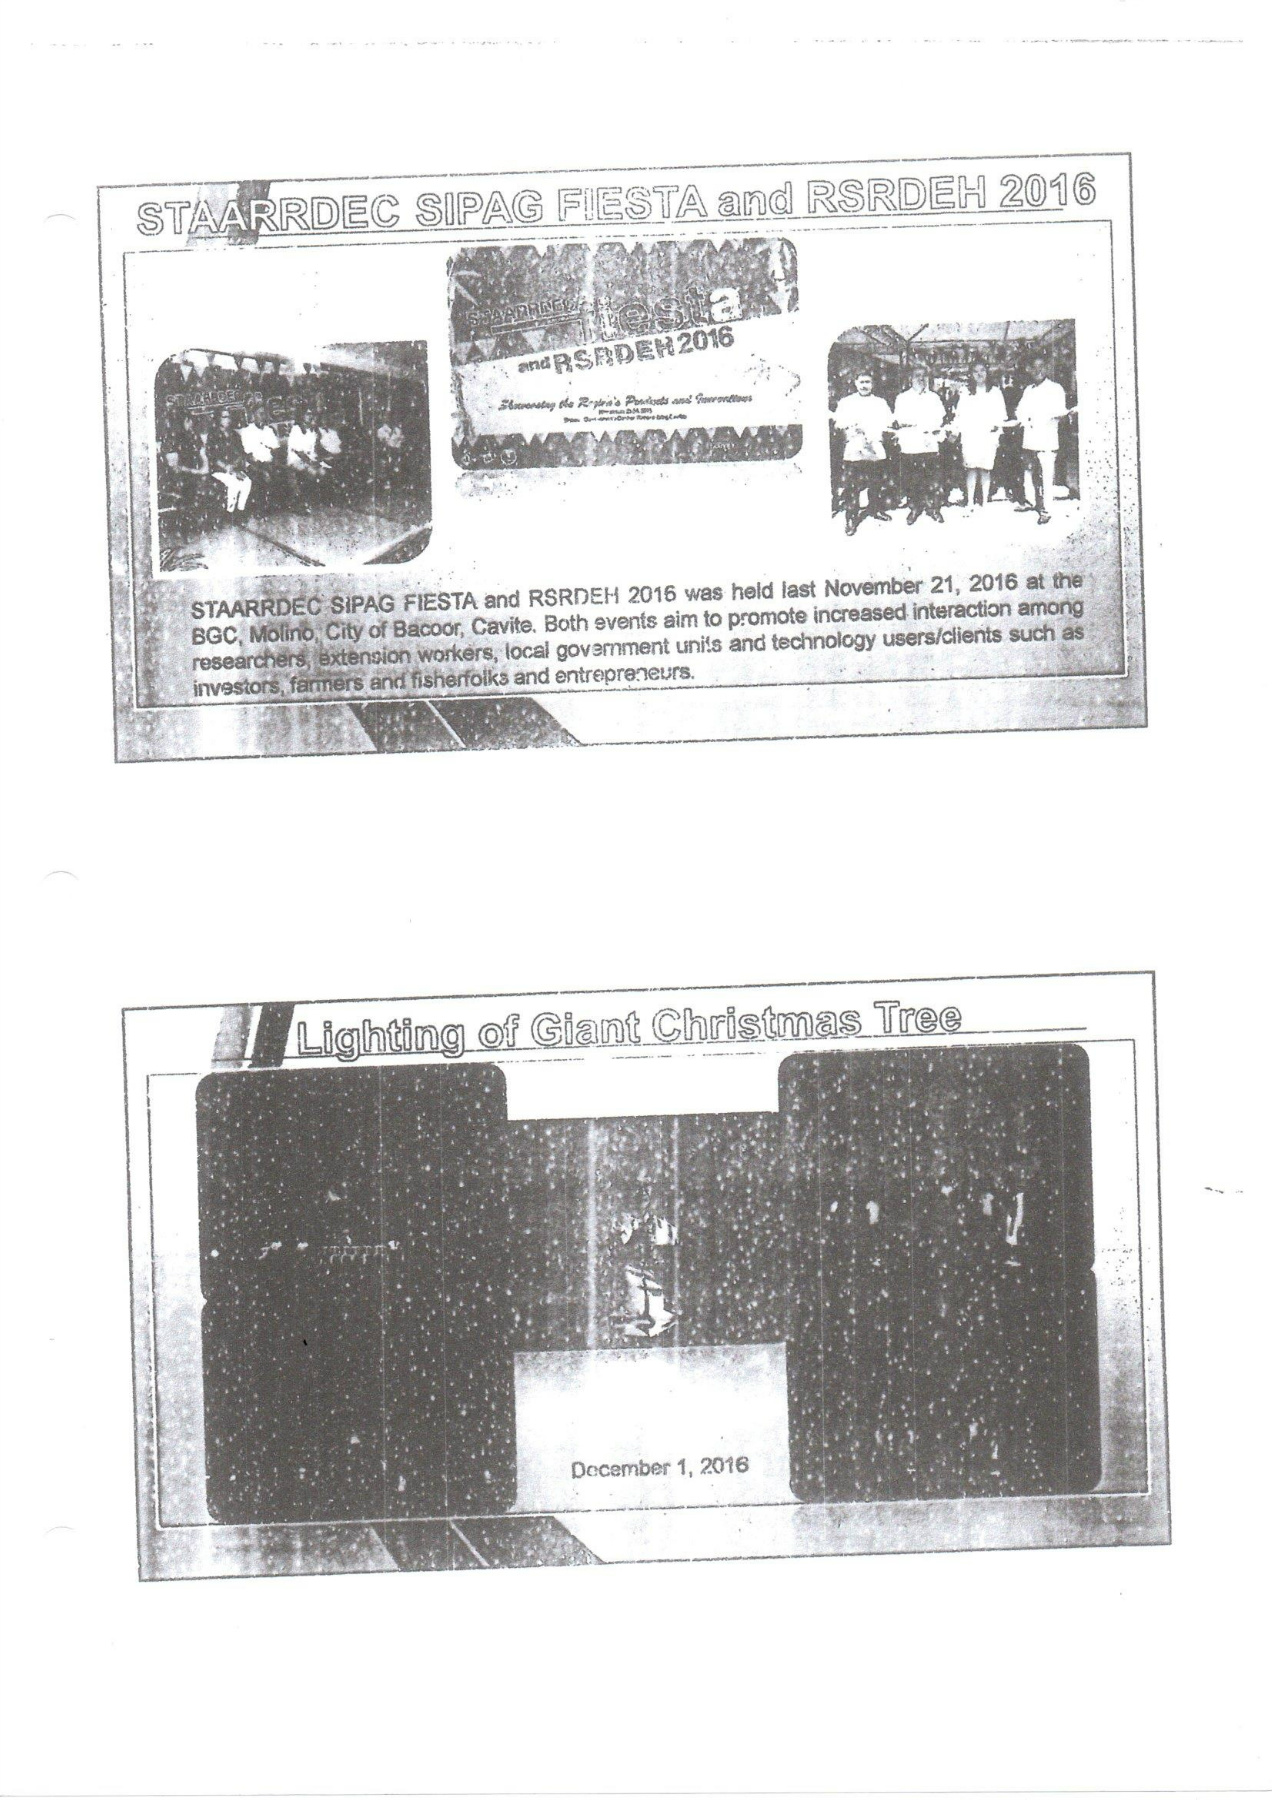 STAARRDEC SIPAG FIESTA and RSRDEH 2016
STAARRDEC
fiesta
and RSRDEH 2016
Showcasing the Region's Products and Innovations
STAARRDEC
STAARRDEC SIPAG FIESTA and RSRDEH 2016 was held last November 21, 2016 at the
BGC, Molino, City of Bacoor, Cavite. Both events aim to promote increased interaction among
researchers, extension workers, local government units and technology users/clients such as
investors, farmers and fisherfolks and entrepreneurs.
Lighting of Giant Christmas Tree
December 1, 2016